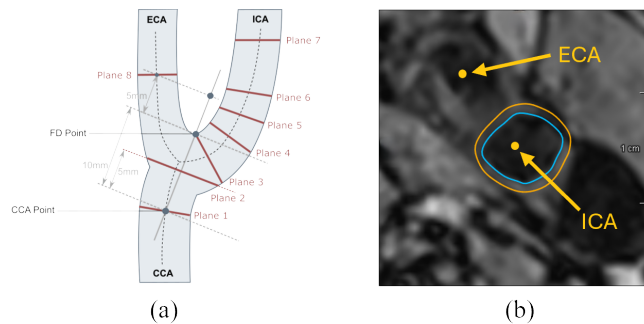 ECA
ICA
Plane 7
Plane 8
5mm
Plane 6
Plane 5
FD Point
Plane 4
10mm
5mm
Plane 3
Plane 2
CCA Point
Plane 1
CCA
(a)
ECA
1 cm
ICA
(b)